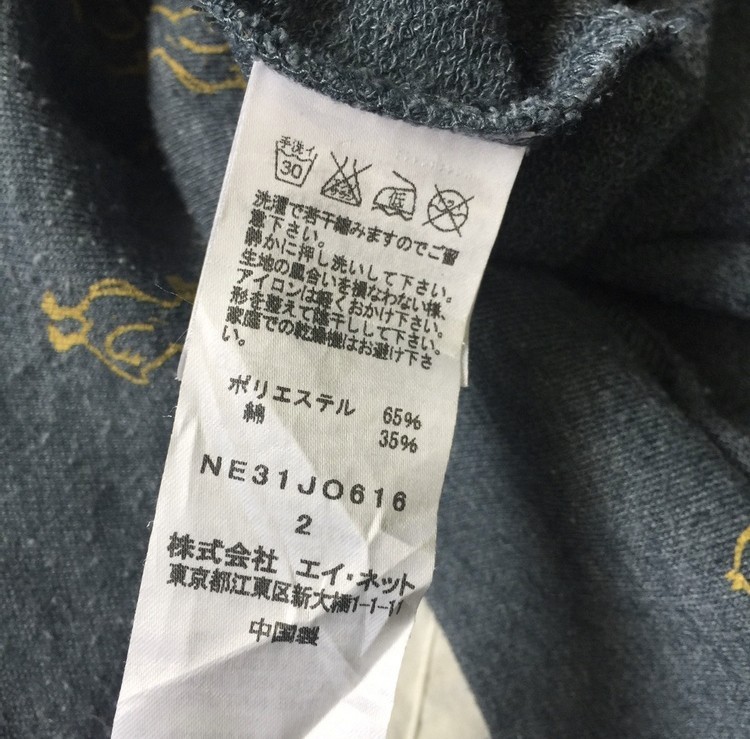 手洗イ
30
低
洗濯で若干縮みますのでご留
意下さい。
静かに押し洗いして下さい。
生地の風合いを損なわない様、
アイロンは軽くおかけ下さい。
形を整えて陰干しして下さい。
家庭での乾燥機はお避け下さ
い。
ポリエステル 65%
綿 35%
NE31JO616
2
株式会社 エイ・ネット
東京都江東区新大橋1-1-11
中国製